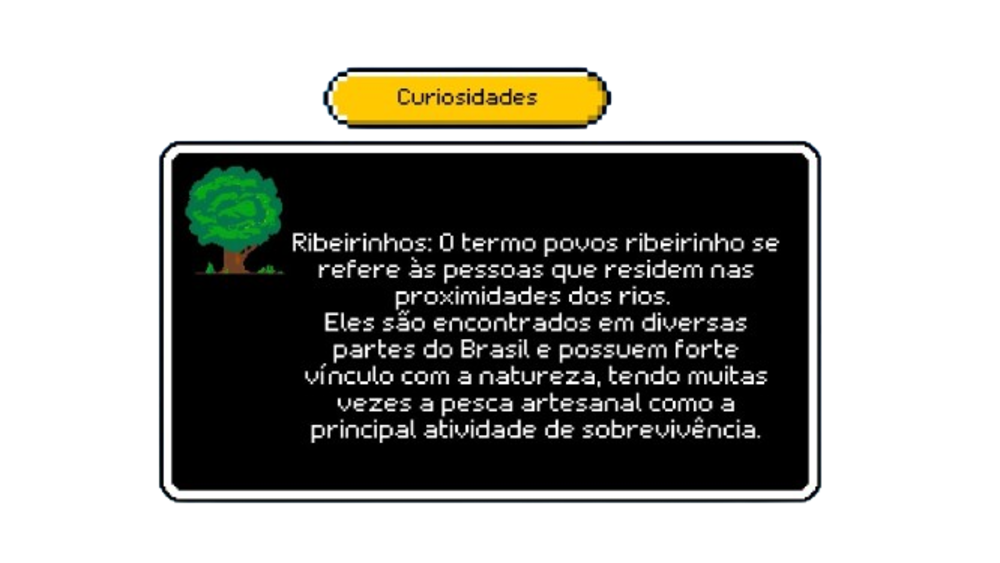 Curiosidades
Ribeirinhos: O termo povos ribeirinho se
refere às pessoas que residem nas
proximidades dos rios.
Eles são encontrados em diversas
partes do Brasil e possuem forte
vínculo com a natureza, tendo muitas
vezes a pesca artesanal como a
principal atividade de sobrevivência.